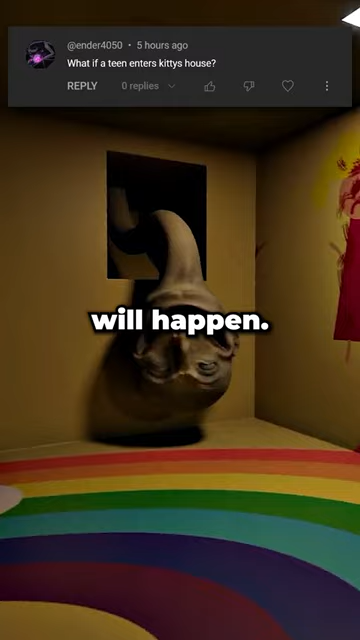 @ender4050 • 5 hours ago
What if a teen enters kittys house?
REPLY 0 replies
will happen.